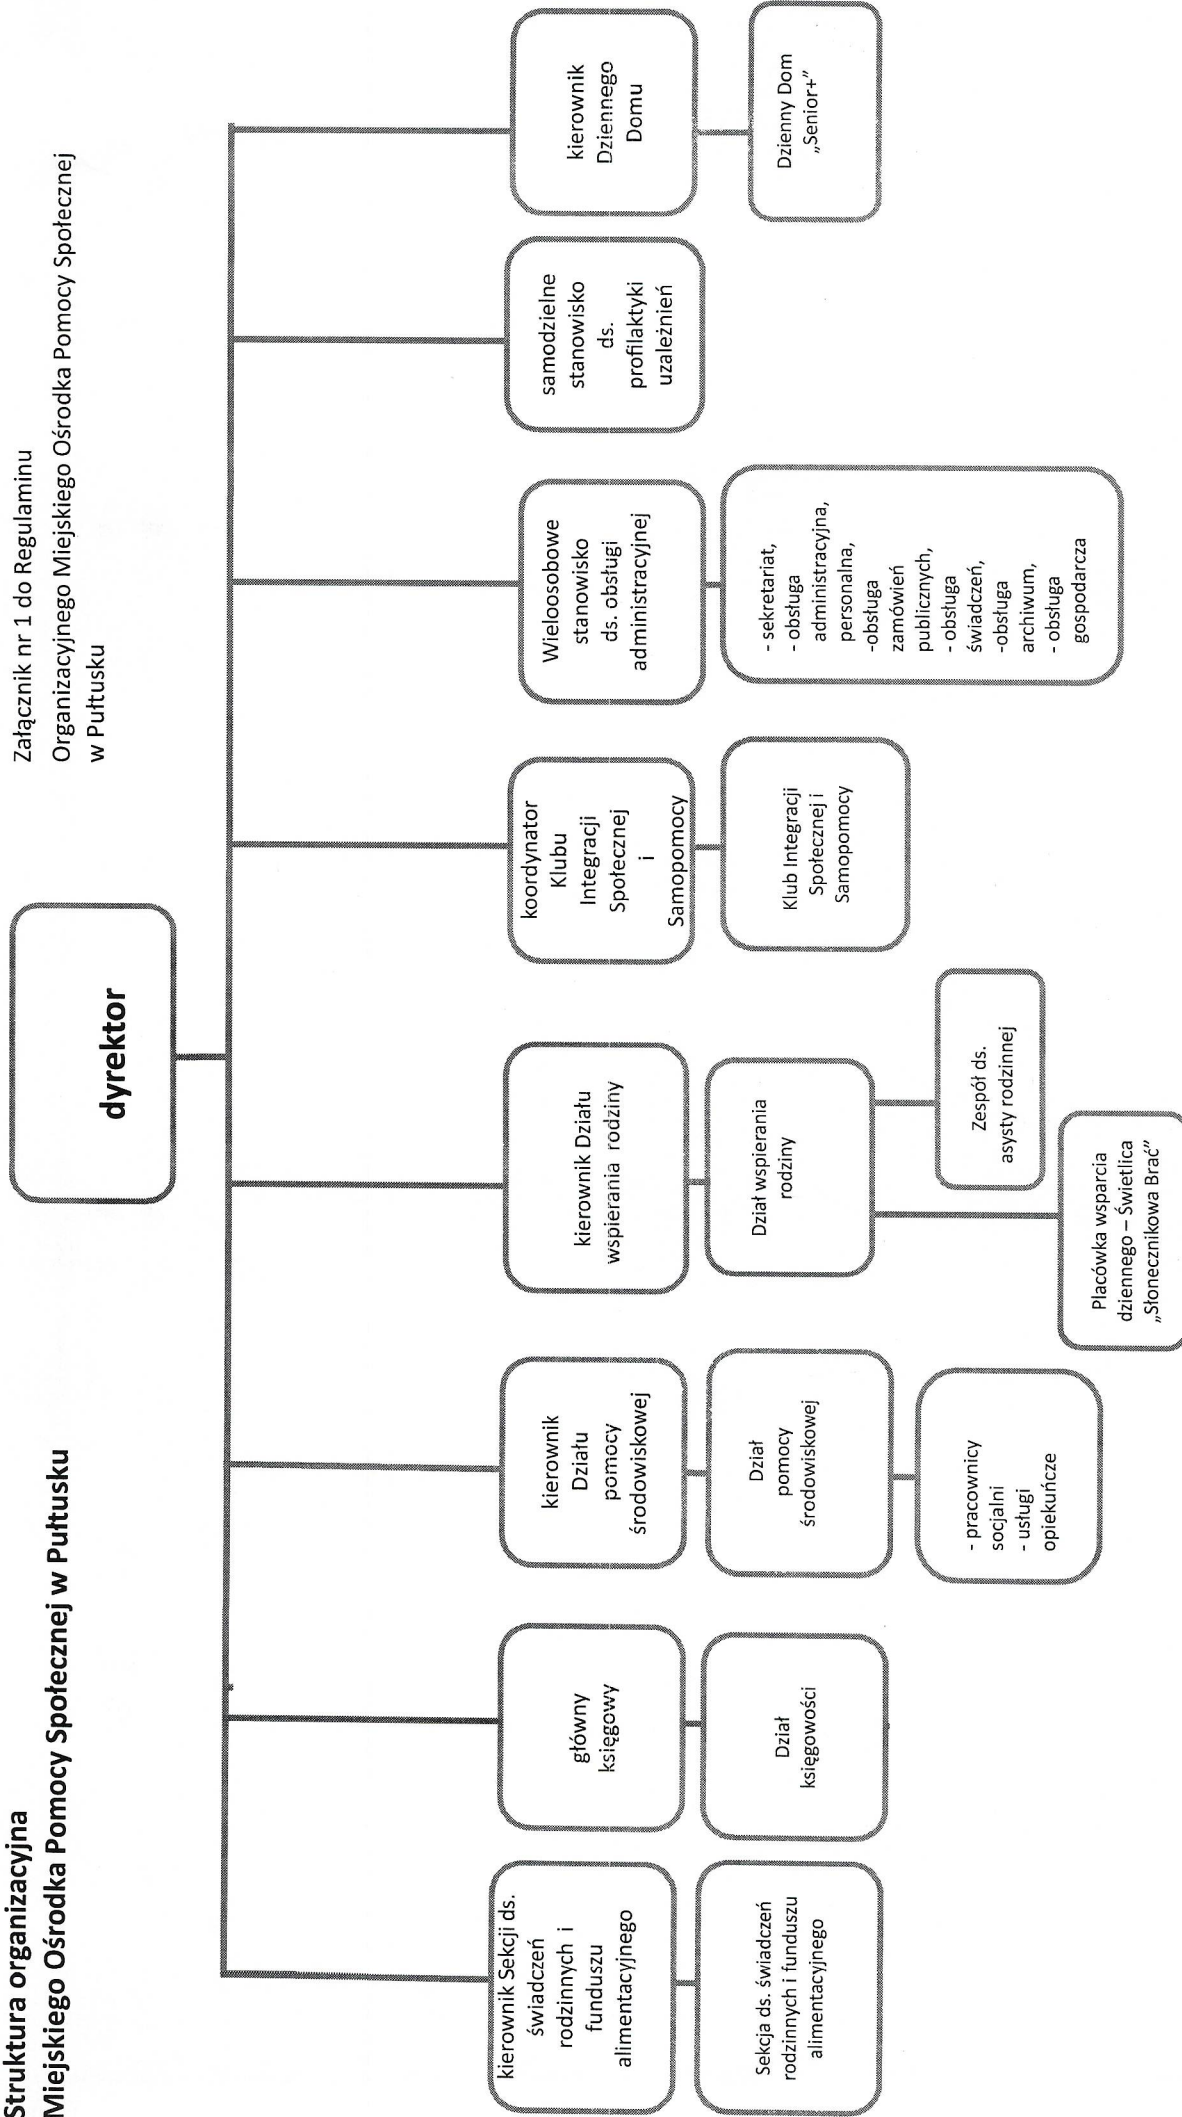 Struktura organizacyjna
Miejskiego Ośrodka Pomocy Społecznej w Pułtusku
Załącznik nr 1 do Regulaminu
Organizacyjnego Miejskiego Ośrodka Pomocy Społecznej
w Pułtusku
dyrektor
kierownik Sekcji ds.
świadczeń
rodzinnych i
funduszu
alimentacyjnego
Sekcja ds. świadczeń
rodzinnych i funduszu
alimentacyjnego
główny
księgowy
Dział
księgowości
kierownik
Działu
pomocy
środowiskowej
Dział
pomocy
środowiskowej
- pracownicy
socjalni
- usługi
opiekuńcze
kierownik Działu
wspierania rodziny
Dział wspierania
rodziny
Placówka wsparcia
dziennego – Świetlica
„Słonecznikowa Brać”
Zespół ds.
asysty rodzinnej
koordynator
Klubu
Integracji
Społecznej
i
Samopomocy
Klub Integracji
Społecznej i
Samopomocy
Wieloosobowe
stanowisko
ds. obsługi
administracyjnej
- sekretariat,
- obsługa
administracyjna,
personalna,
-obsługa
zamówień
publicznych,
- obsługa
świadczeń,
-obsługa
archiwum,
- obsługa
gospodarcza
samodzielne
stanowisko
ds.
profilaktyki
uzależnień
kierownik
Dziennego
Domu
Dzienny Dom
„Senior+”